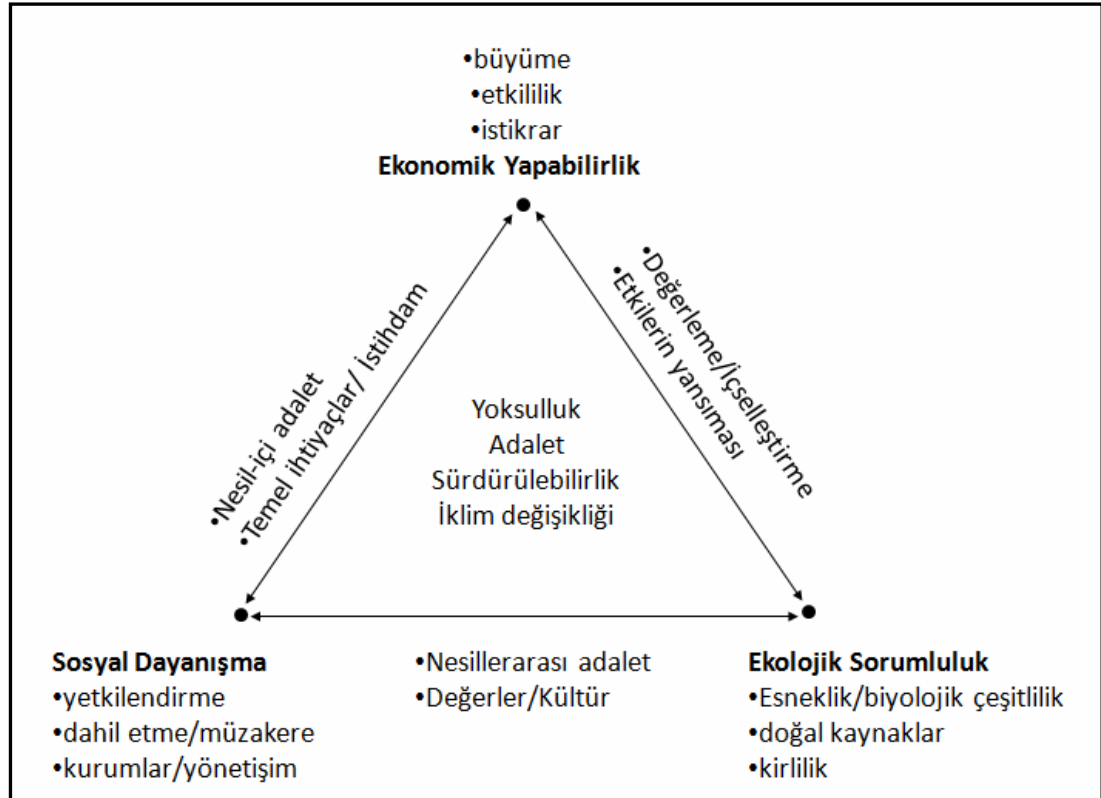 •büyüme
•etkililik
•istikrar
Ekonomik Yapabilirlik
•Nesil-içi adalet
•Temel ihtiyaçlar/ İstihdam
•Değerleme/İçselleştirme
•Etkilerin yansıması
Yoksulluk
Adalet
Sürdürülebilirlik
İklim değişikliği
Sosyal Dayanışma
•yetkilendirme
•dahil etme/müzakere
•kurumlar/yönetişim
•Nesillerarası adalet
•Değerler/Kültür
Ekolojik Sorumluluk
•Esneklik/biyolojik çeşitlilik
•doğal kaynaklar
•kirlilik